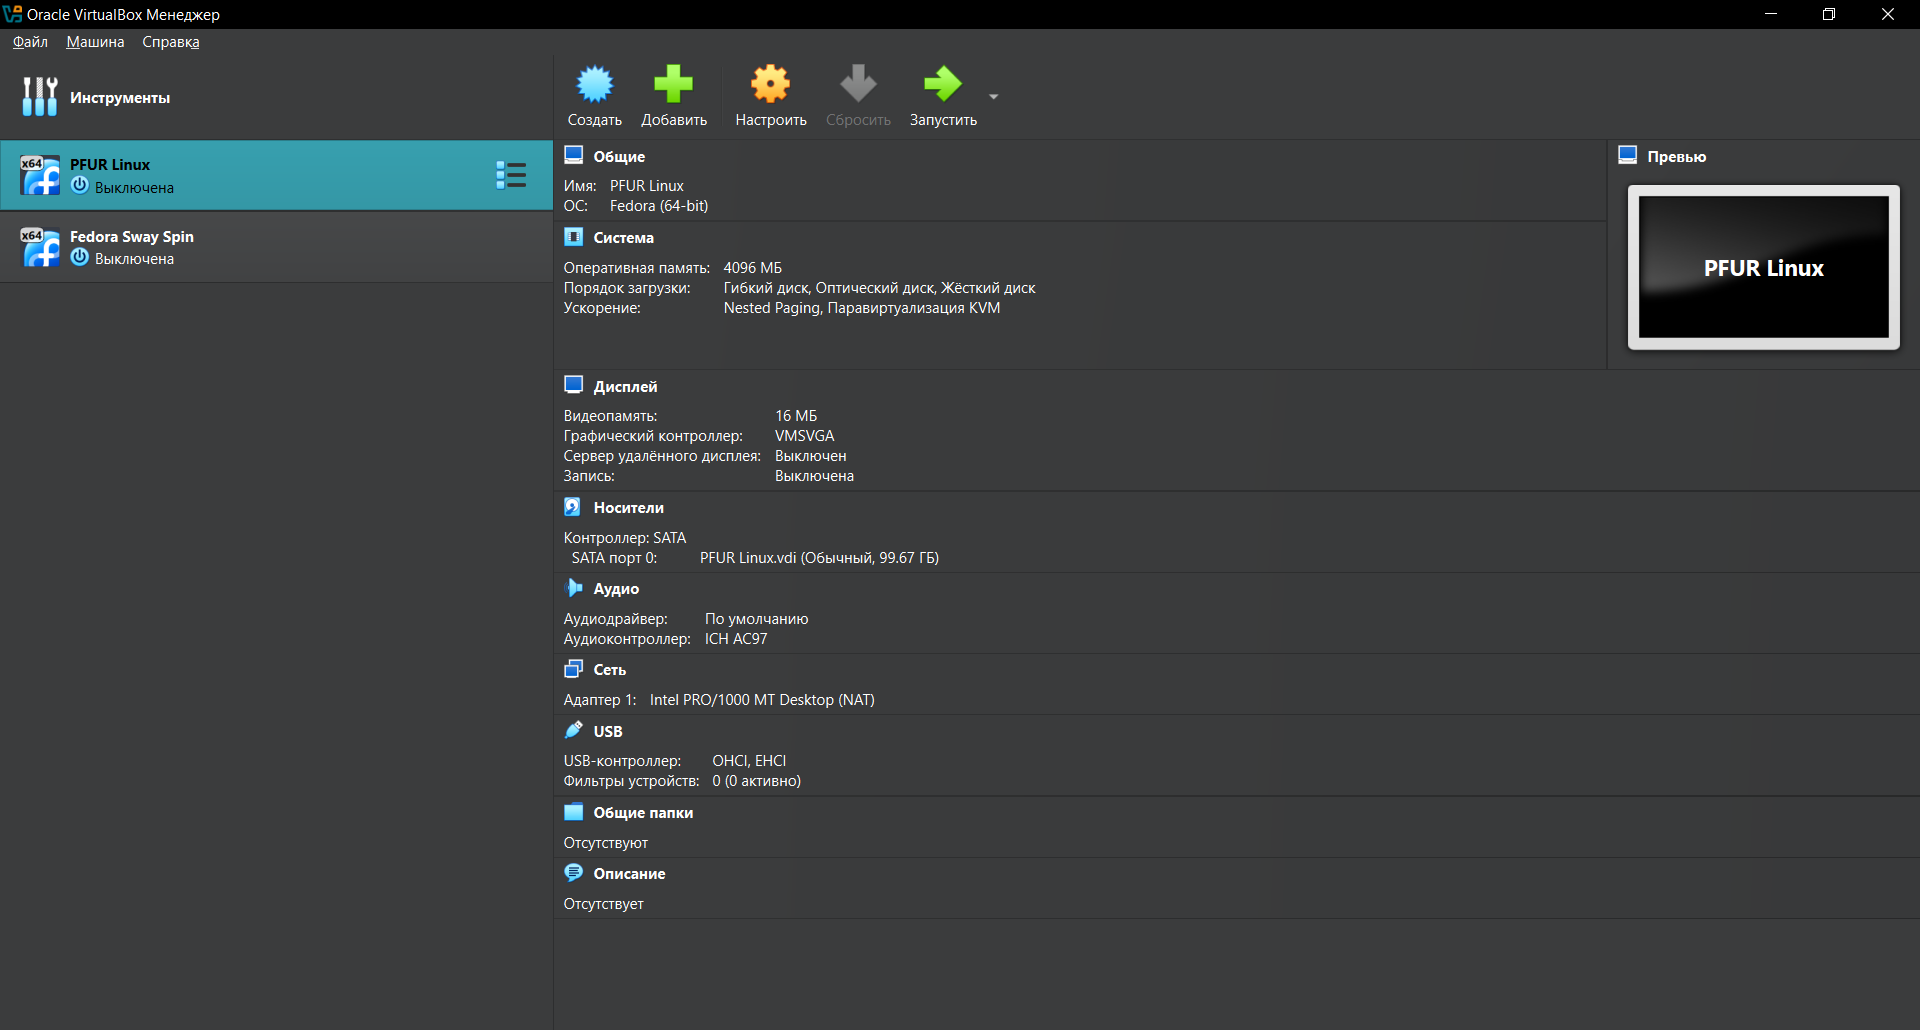 Oracle VirtualBox Менеджер
Файл Машина Справка
Инструменты
x64 PFUR Linux
Выключена
x64 Fedora Sway Spin
Выключена
Создать Добавить Настроить Сбросить Запустить
Общие
Имя: PFUR Linux
ОС: Fedora (64-bit)
Превью
PFUR Linux
Система
Оперативная память: 4096 МБ
Порядок загрузки: Гибкий диск, Оптический диск, Жёсткий диск
Ускорение: Nested Paging, Паравиртуализация KVM
Дисплей
Видеопамять: 16 МБ
Графический контроллер: VMSVGA
Сервер удалённого дисплея: Выключен
Запись: Выключена
Носители
Контроллер: SATA
SATA порт 0: PFUR Linux.vdi (Обычный, 99.67 ГБ)
Аудио
Аудиодрайвер: По умолчанию
Аудиоконтроллер: ICH AC97
Сеть
Адаптер 1: Intel PRO/1000 MT Desktop (NAT)
USB
USB-контроллер: OHCI, EHCI
Фильтры устройств: 0 (0 активно)
Общие папки
Отсутствуют
Описание
Отсутствует